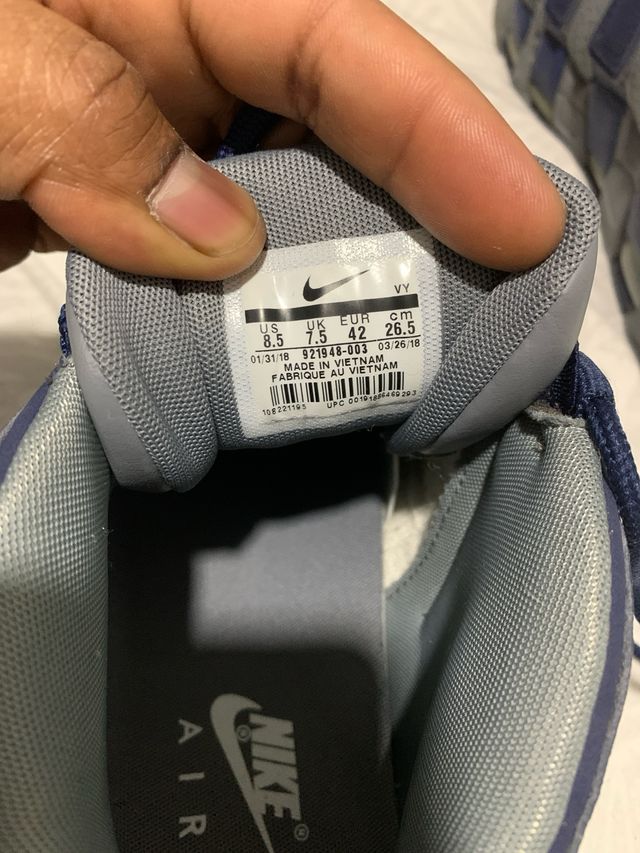 VY
US UK EUR cm
8.5 7.5 42 26.5
01/31/18 921948-003 03/26/18
MADE IN VIETNAM
FABRIQUE AU VIETNAM
UPC
NIKE
AIR